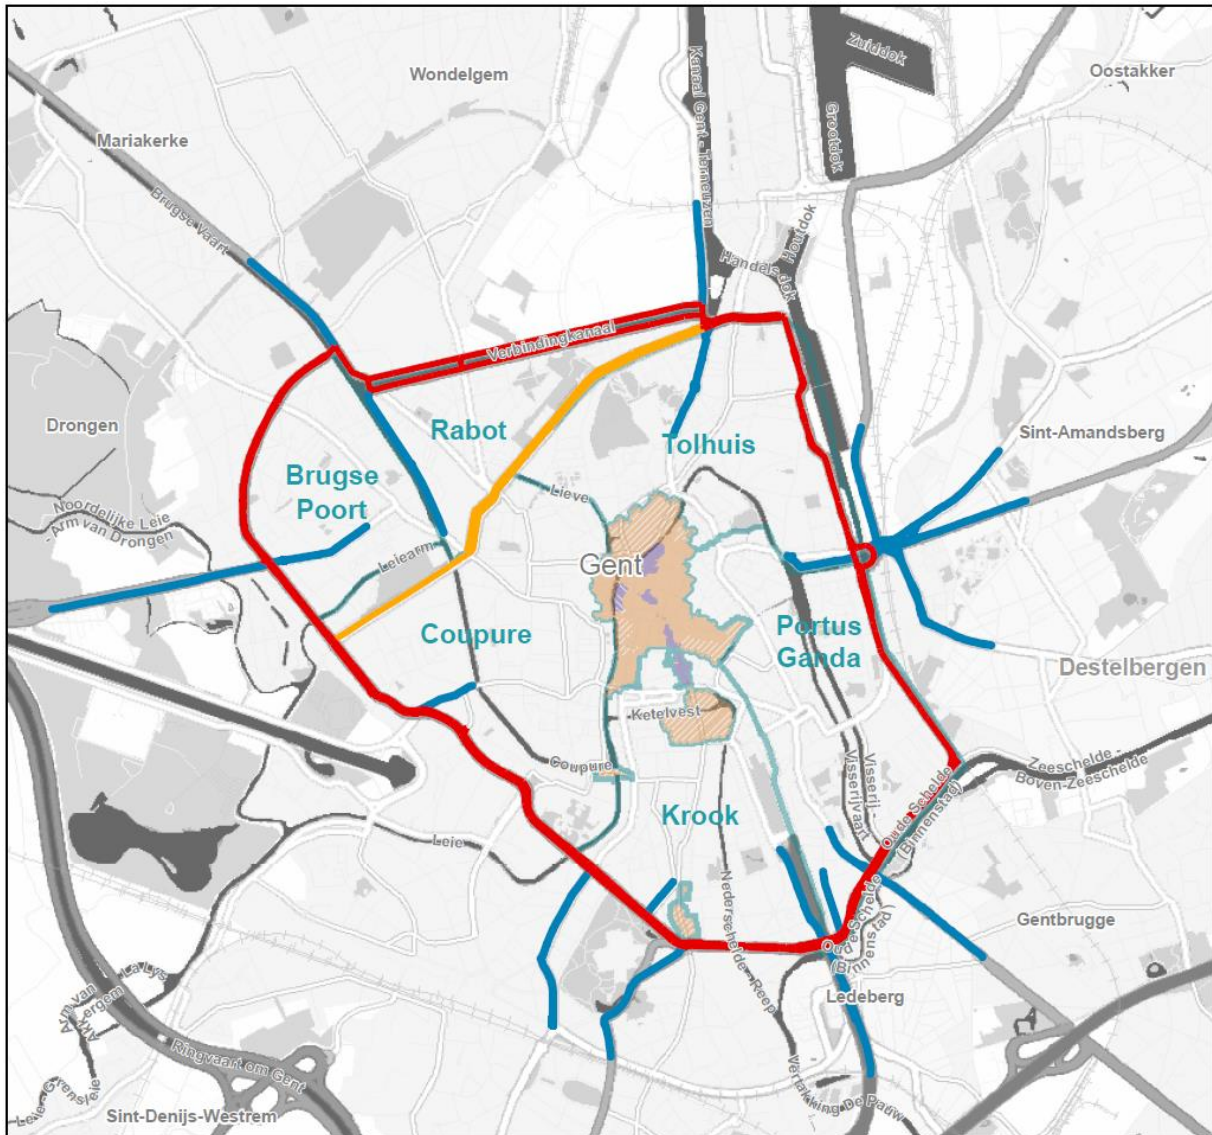 Zuiddok
Wondelgem
Oostakker
Kanaal Gent - Terneuzen
Grootdok
Mariakerke
Brugse Vaart
Houtdok
Handelsdok
Verbindingkanaal
Drongen
Rabot
Tolhuis
Sint-Amandsberg
Brugse
Poort
Lieve
Noordelijke Leie
- Arm van Drongen
Leiearm
Gent
Coupure
Portus
Ganda
Destelbergen
Ketelvest
Coupure
Visserij-
Visserijvaart
Zeeschelde -
Boven-Zeeschelde
Krook
Oude Schelde
(Binnenstad)
Leie
Nederschelde - Reep
Gentbrugge
Oude Schelde
(Binnenstad)
Ledeberg
Arm van
Akkergem
La Lys
Ringvaart om Gent
Vertakking De Pauw
Sint-Denijs-Westrem